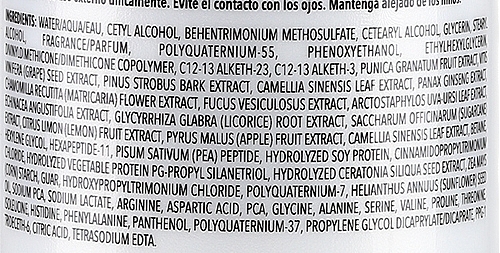 externo únicamente. Evite el contacto con los ojos. Mantenga alejado de los niños.
INGREDIENTS: WATER/AQUA/EAU, CETYL ALCOHOL, BEHENTRIMONIUM METHOSULFATE, CETEARYL ALCOHOL, GLYCERIN, STEARYL
ALCOHOL, FRAGRANCE/PARFUM, POLYQUATERNIUM-55, PHENOXYETHANOL, ETHYLHEXYLGLYCERIN,
DIVINYLDIMETHICONE/DIMETHICONE COPOLYMER, C12-13 ALKETH-23, C12-13 ALKETH-3, PUNICA GRANATUM FRUIT EXTRACT, VITIS
VINIFERA (GRAPE) SEED EXTRACT, PINUS STROBUS BARK EXTRACT, CAMELLIA SINENSIS LEAF EXTRACT, PANAX GINSENG EXTRACT,
CHAMOMILLA RECUTITA (MATRICARIA) FLOWER EXTRACT, FUCUS VESICULOSUS EXTRACT, ARCTOSTAPHYLOS UVA-URSI LEAF EXTRACT,
ECHINACEA ANGUSTIFOLIA EXTRACT, GLYCYRRHIZA GLABRA (LICORICE) ROOT EXTRACT, SACCHARUM OFFICINARUM (SUGARCANE)
EXTRACT, CITRUS LIMON (LEMON) FRUIT EXTRACT, PYRUS MALUS (APPLE) FRUIT EXTRACT, CAMELLIA SINENSIS LEAF EXTRACT, BETAINE,
HEXYLENE GLYCOL, HEXAPEPTIDE-11, PISUM SATIVUM (PEA) PEPTIDE, HYDROLYZED SOY PROTEIN, CINNAMIDOPROPYLTRIMONIUM
CHLORIDE, HYDROLYZED VEGETABLE PROTEIN PG-PROPYL SILANETRIOL, HYDROLYZED CERATONIA SILIQUA SEED EXTRACT, ZEA MAYS
(CORN) STARCH, GUAR, HYDROXYPROPYLTRIMONIUM CHLORIDE, POLYQUATERNIUM-7, HELIANTHUS ANNUUS (SUNFLOWER) SEED
OIL, SODIUM PCA, SODIUM LACTATE, ARGININE, ASPARTIC ACID, PCA, GLYCINE, ALANINE, SERINE, VALINE, PROLINE, THREONINE,
ISOLEUCINE, HISTIDINE, PHENYLALANINE, PANTHENOL, POLYQUATERNIUM-37, PROPYLENE GLYCOL DICAPRYLATE/DICAPRATE, PPG-1
TRIDECETH-6, CITRIC ACID, TETRASODIUM EDTA.